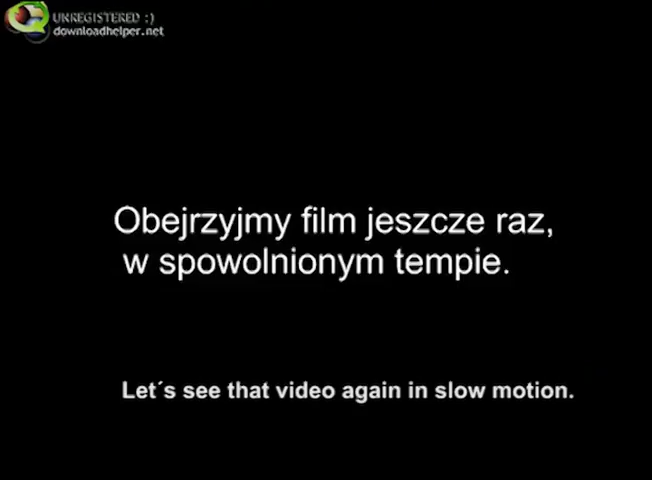 UNREGISTERED :)
downloadhelper.net
Obejrzyjmy film jeszcze raz,
w spowolnionym tempie.
Let´s see that video again in slow motion.